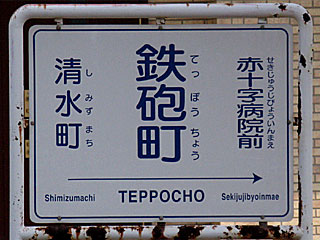 清水町
しみずまち
Shimizumachi
鉄砲町
てっぽうちょう
TEPPOCHO
赤十字病院前
せきじゅうじびょういんまえ
Sekijujibyoinmae